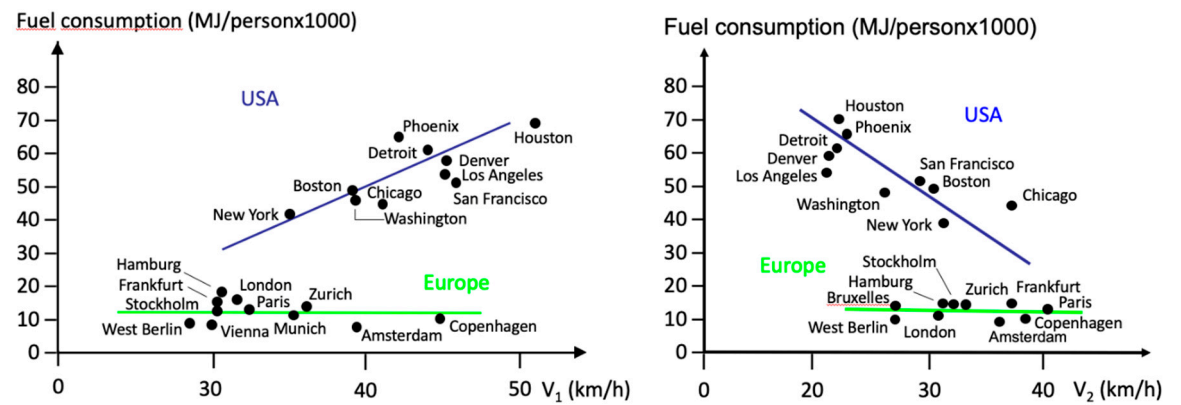 Fuel consumption (MJ/personx1000)
80
USA
70
Phoenix
Houston
60
Detroit
Denver
Los Angeles
50
Boston
Chicago
San Francisco
40
New York
Washington
30
Hamburg
Europe
20
Frankfurt
London
Zurich
Stockholm
Paris
10
West Berlin
Vienna
Munich
Amsterdam
Copenhagen
0
0
30
40
50
V1 (km/h)
Fuel consumption (MJ/personx1000)
80
Houston
USA
70
Phoenix
Detroit
60
Denver
San Francisco
Los Angeles
50
Boston
Chicago
Washington
40
New York
30
Stockholm
Europe
20
Hamburg
Zurich
Frankfurt
Bruxelles
Paris
10
West Berlin
London
Copenhagen
Amsterdam
0
0
20
30
40
V2 (km/h)